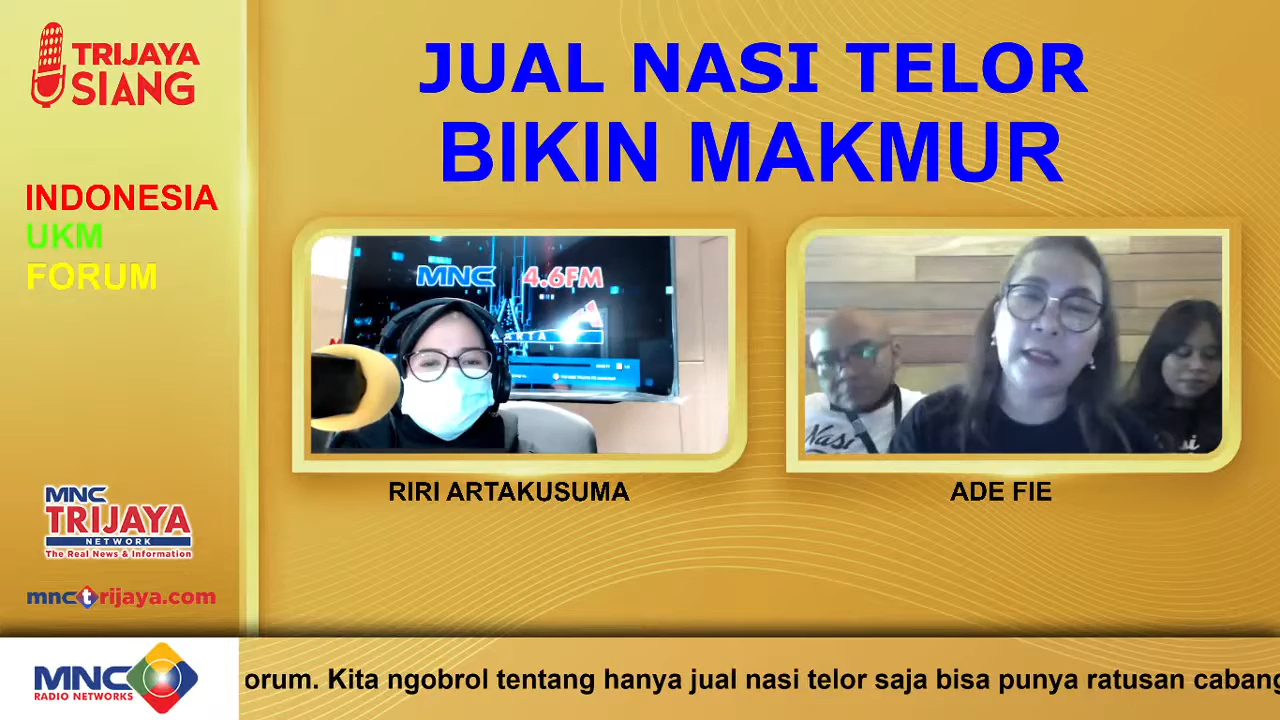 TRIJAYA
SIANG
INDONESIA
UKM
FORUM
JUAL NASI TELOR
BIKIN MAKMUR
MNC 4.6FM
Nasi
RIRI ARTAKUSUMA
ADE FIE
MNC
TRIJAYA
NETWORK
The Real News & Information
mnctrijaya.com
MNC
RADIO NETWORKS
orum. Kita ngobrol tentang hanya jual nasi telor saja bisa punya ratusan cabang